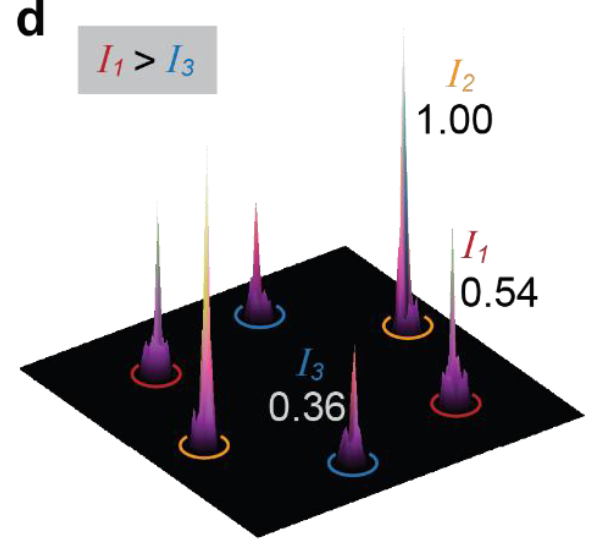 d
I₁ > I₃
I₂
1.00
I₁
0.54
I₃
0.36